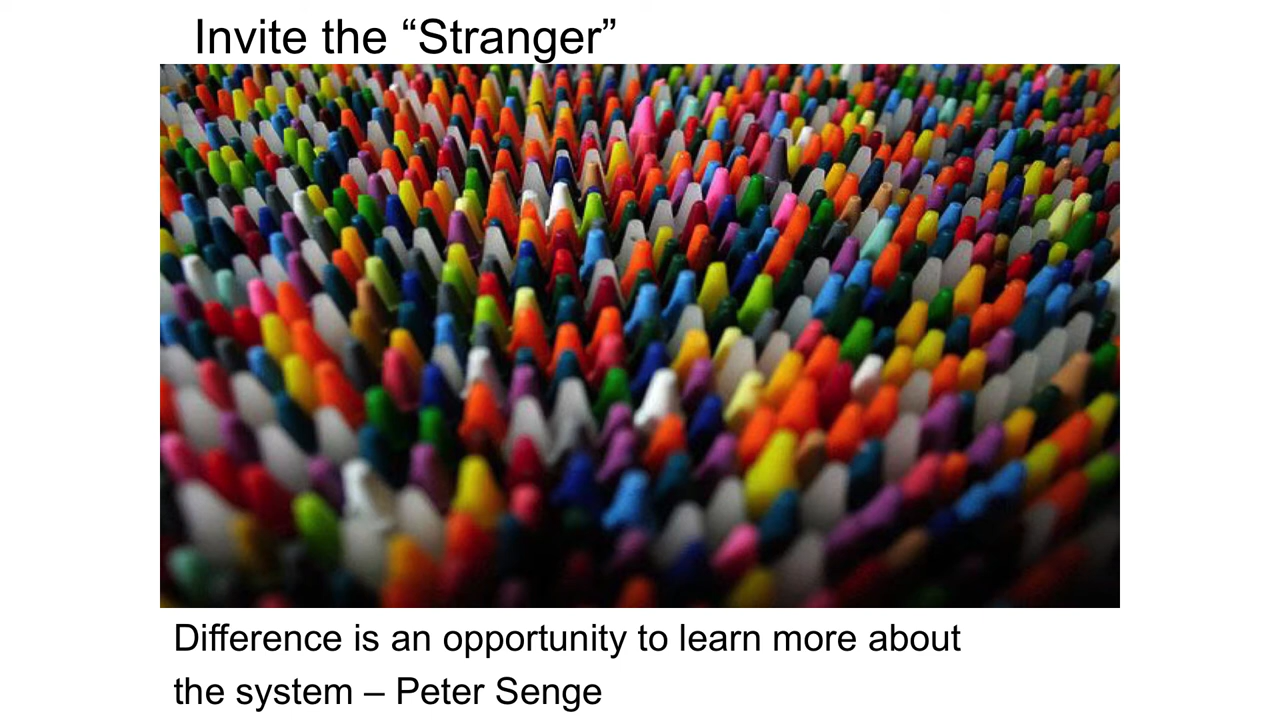 Invite the “Stranger”
Difference is an opportunity to learn more about
the system – Peter Senge